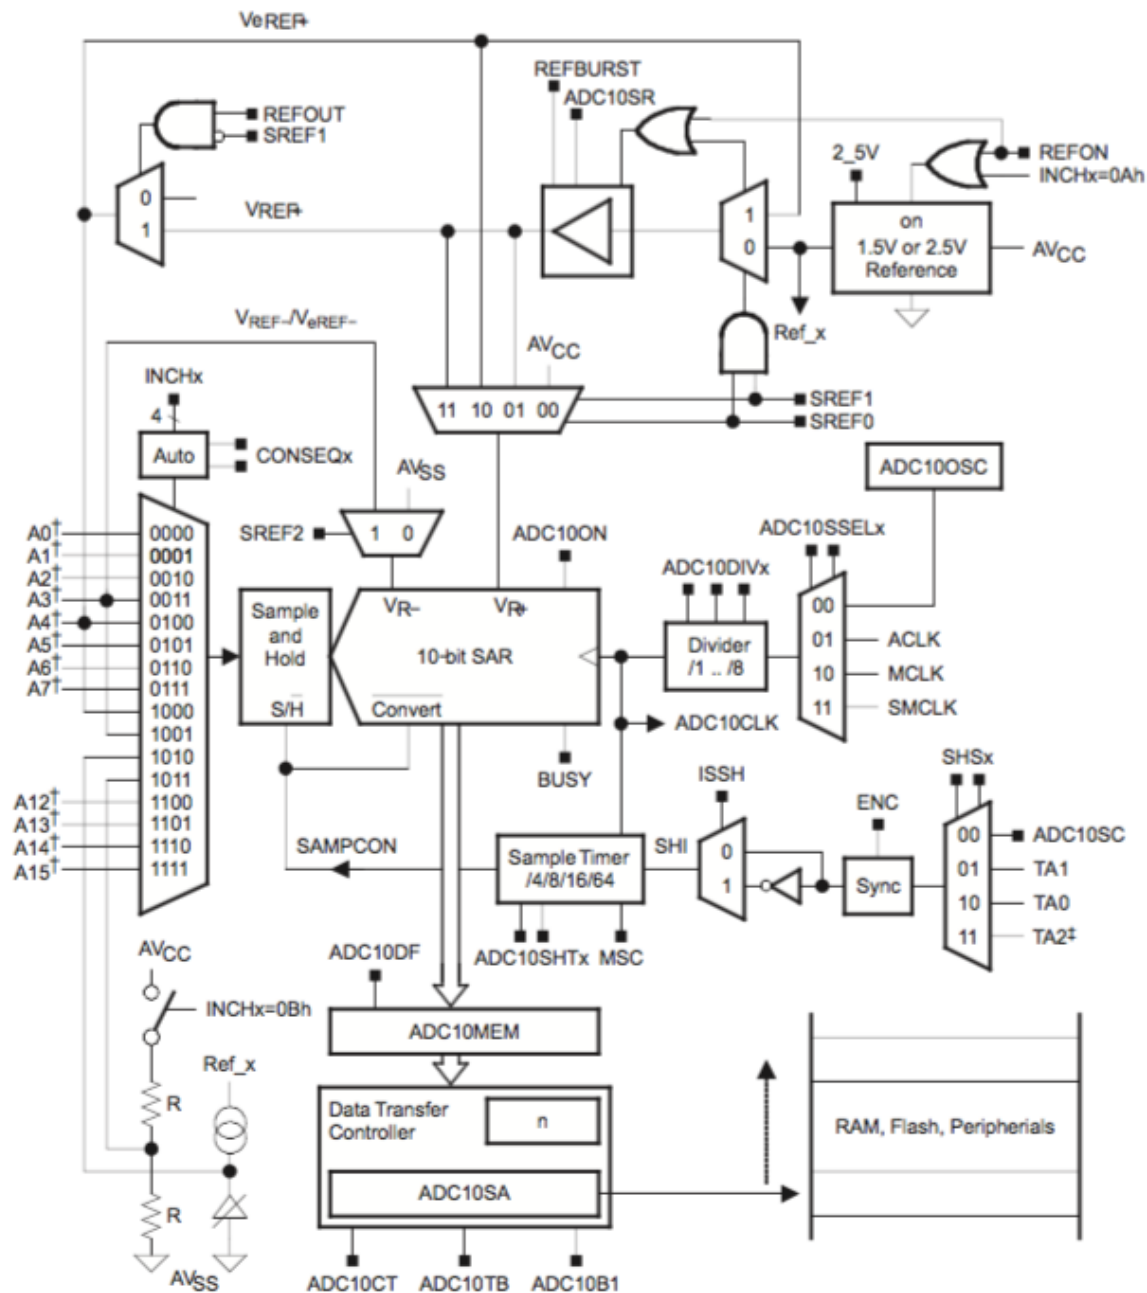 VeREF+
REFBURST
ADC10SR
REFOUT
SREF1
2_5V
REFON
INCHx=0Ah
0
1
VREF+
1
0
on
1.5V or 2.5V
Reference
AVCC
VREF–/VeREF–
Ref_x
AVCC
INCHx
4
11 10 01 00
SREF1
SREF0
Auto
CONSEQx
AVSS
ADC10OSC
SREF2
1 0
ADC10ON
ADC10SSELx
A0†
A1†
A2†
A3†
A4†
A5†
A6†
A7†
A12†
A13†
A14†
A15†
0000
0001
0010
0011
0100
0101
0110
0111
1000
1001
1010
1011
1100
1101
1110
1111
Sample
and
Hold
S/H
VR–
VR+
10-bit SAR
Convert
ADC10DIVx
Divider
/1 .. /8
00
01
10
11
ACLK
MCLK
SMCLK
ADC10CLK
BUSY
ISSH
ENC
SHSx
SAMPCON
Sample Timer
/4/8/16/64
SHI
0
1
Sync
00
01
10
11
ADC10SC
TA1
TA0
TA2‡
ADC10DF
ADC10SHTx
MSC
AVCC
INCHx=0Bh
ADC10MEM
Ref_x
R
R
AVSS
Data Transfer
Controller
n
ADC10SA
RAM, Flash, Peripherials
ADC10CT
ADC10TB
ADC10B1